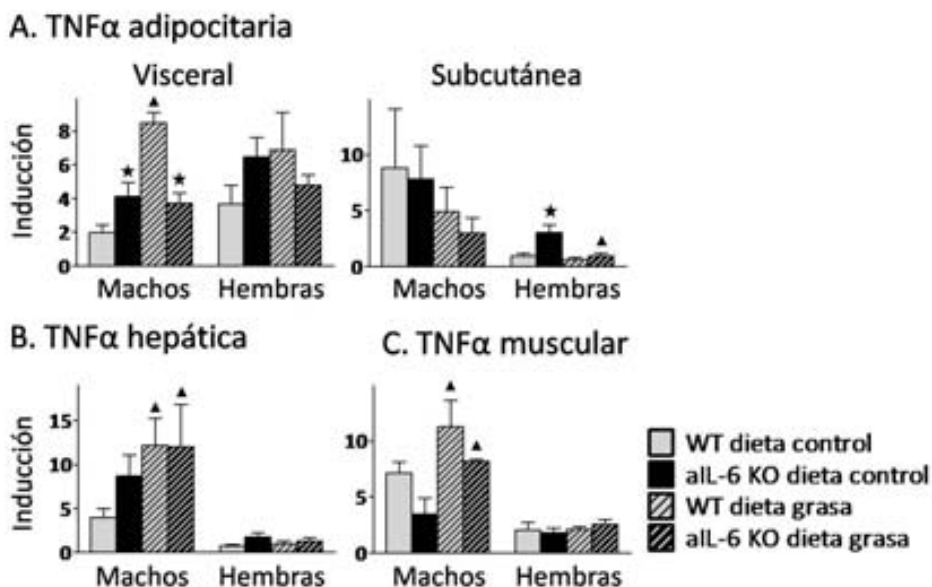 A. TNFα adipocitaria
Visceral
Subcutánea
Inducción
8
6
4
2
0
★
▲
★
Machos
Hembras
10
5
0
★
▲
Machos
Hembras
B. TNFα hepática
C. TNFα muscular
Inducción
15
10
5
0
▲
▲
Machos
Hembras
10
5
0
▲
▲
Machos
Hembras
WT dieta control
aIL-6 KO dieta control
WT dieta grasa
aIL-6 KO dieta grasa